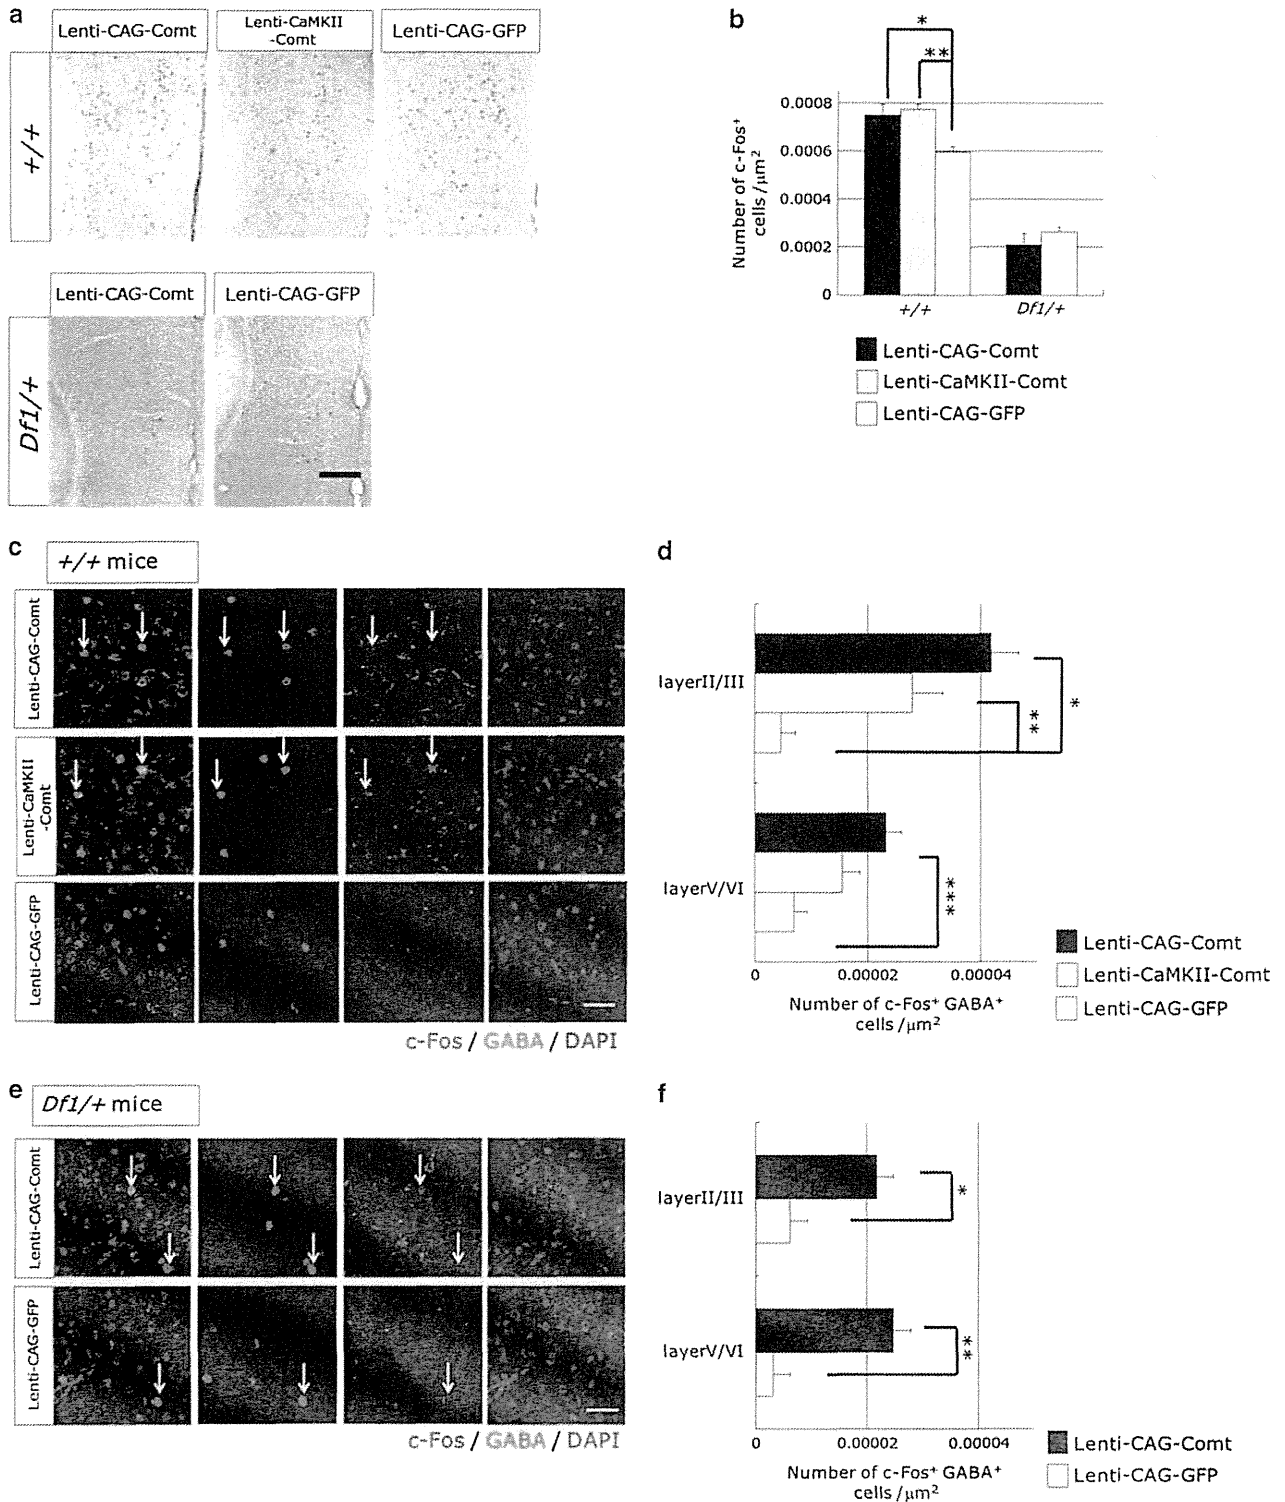 a
Lenti-CAG-Comt
Lenti-CaMKII
-Comt
Lenti-CAG-GFP
+/+
Lenti-CAG-Comt
Lenti-CAG-GFP
Df1/+
b
*
**
Number of c-Fos⁺
cells /μm²
0.0008
0.0006
0.0004
0.0002
0
+/+
Df1/+
Lenti-CAG-Comt
Lenti-CaMKII-Comt
Lenti-CAG-GFP
c
+/+ mice
Lenti-CAG-Comt
Lenti-CaMKII
-Comt
Lenti-CAG-GFP
c-Fos / GABA / DAPI
d
layerII/III
**
*
layerV/VI
***
0
0.00002
0.00004
Number of c-Fos⁺ GABA⁺
cells /μm²
Lenti-CAG-Comt
Lenti-CaMKII-Comt
Lenti-CAG-GFP
e
Df1/+ mice
Lenti-CAG-Comt
Lenti-CAG-GFP
c-Fos / GABA / DAPI
f
layerII/III
*
layerV/VI
**
0
0.00002
0.00004
Number of c-Fos⁺ GABA⁺
cells /μm²
Lenti-CAG-Comt
Lenti-CAG-GFP